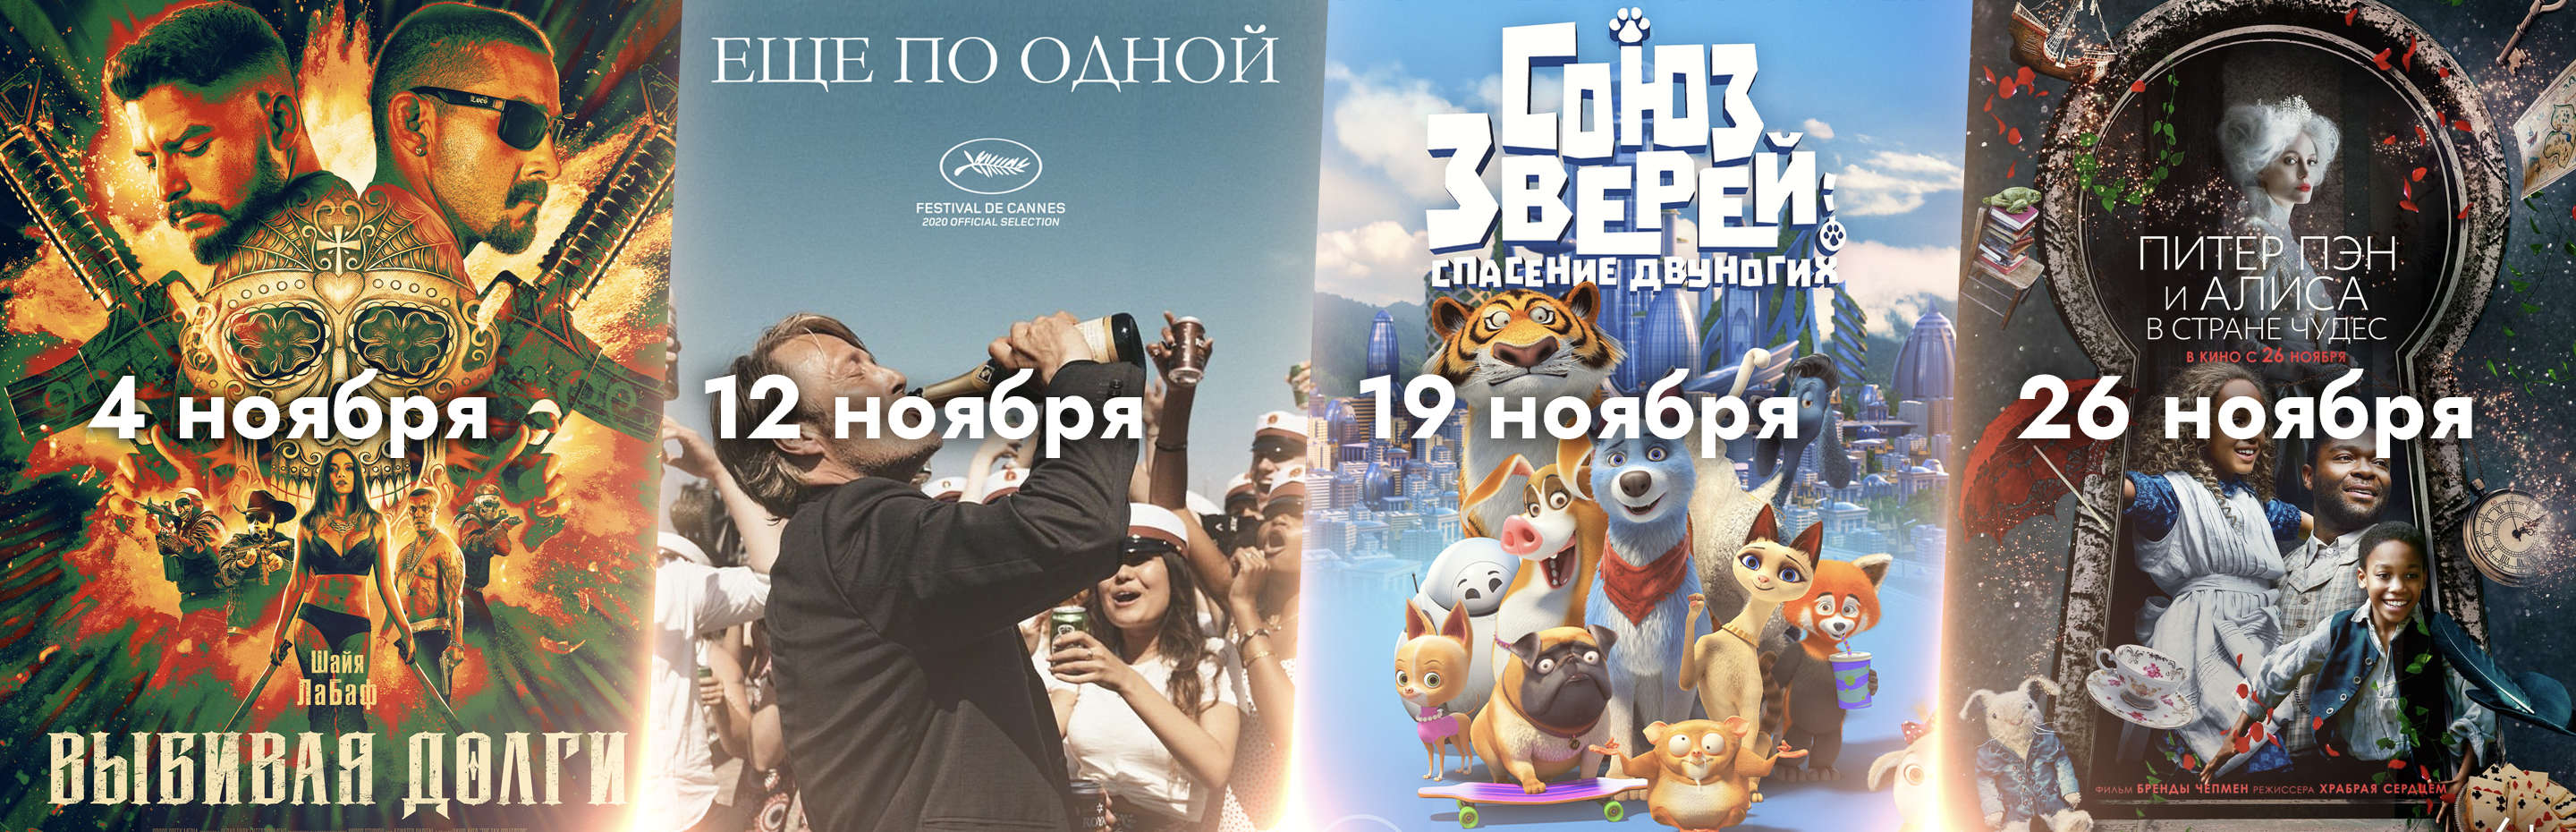 Locs
4 ноября
Шайя
ЛаБаф
ВЫБИВАЯ ДОЛГИ
ЕЩЕ ПО ОДНОЙ
FESTIVAL DE CANNES
2020 OFFICIAL SELECTION
12 ноября
СОЮЗ
ЗВЕРЕЙ:
СПАСЕНИЕ ДВУНОГИХ
19 ноября
ПИТЕР ПЭН
И АЛИСА
В СТРАНЕ ЧУДЕС
В КИНО С 26 НОЯБРЯ
26 ноября
ФИЛЬМ БРЕНДЫ ЧЕПМЕН РЕЖИССЕРА ХРАБРАЯ СЕРДЦЕМ